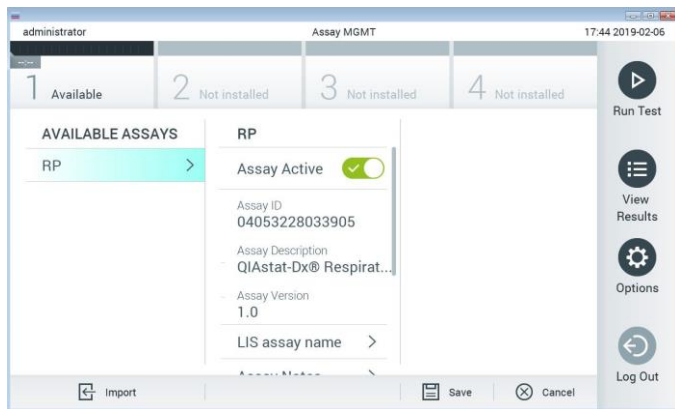 administrator Assay MGMT 17:44 2019-02-06
1 Available 2 Not installed 3 Not installed 4 Not installed
AVAILABLE ASSAYS
RP
RP
Assay Active
Assay ID
04053228033905
Assay Description
QIAstat-Dx® Respirat...
Assay Version
1.0
LIS assay name
Assay Notes
Run Test
View
Results
Options
Log Out
Import Save Cancel